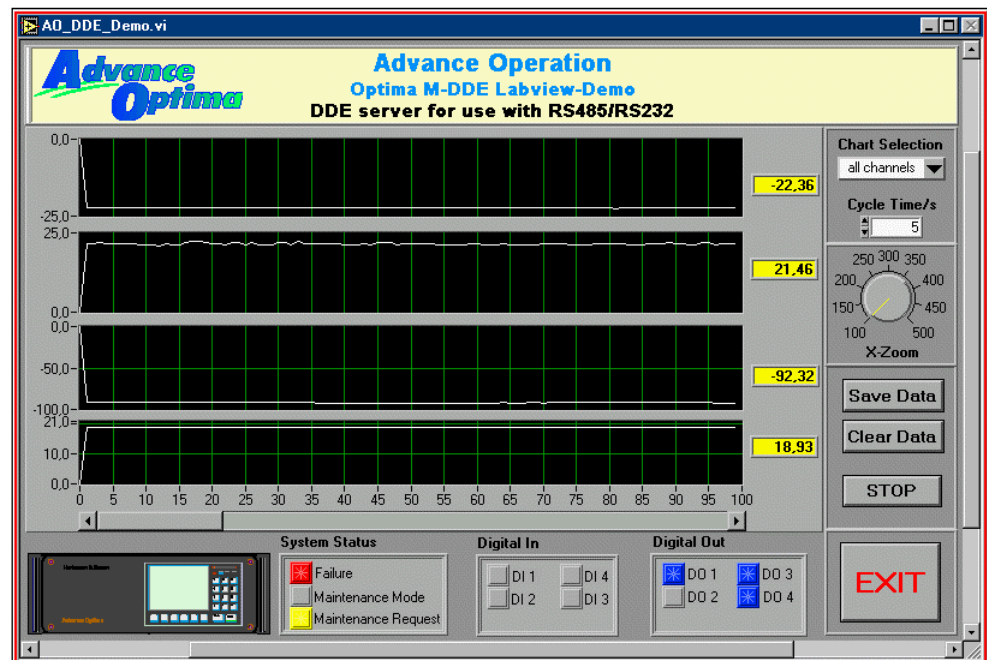 AO_DDE_Demo.vi
Advance
Optima
Advance Operation
Optima M-DDE Labview-Demo
DDE server for use with RS485/RS232
0,0
-25,0
-22,36
25,0
0,0
21,46
0,0
-50,0
-100,0
-92,32
21,0
10,0
0,0
18,93
0 5 10 15 20 25 30 35 40 45 50 55 60 65 70 75 80 85 90 95 100
Chart Selection
all channels
Cycle Time/s
5
250 300 350
200 400
150 450
100 500
X-Zoom
Save Data
Clear Data
STOP
System Status
Failure
Maintenance Mode
Maintenance Request
Digital In
DI 1 DI 4
DI 2 DI 3
Digital Out
DO 1 DO 3
DO 2 DO 4
EXIT